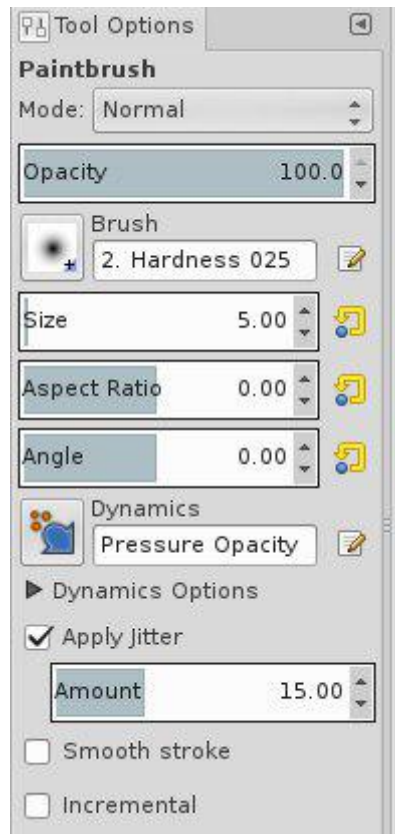 Tool Options
Paintbrush
Mode: Normal
Opacity 100.0
Brush
2. Hardness 025
Size 5.00
Aspect Ratio 0.00
Angle 0.00
Dynamics
Pressure Opacity
Dynamics Options
Apply Jitter
Amount 15.00
Smooth stroke
Incremental